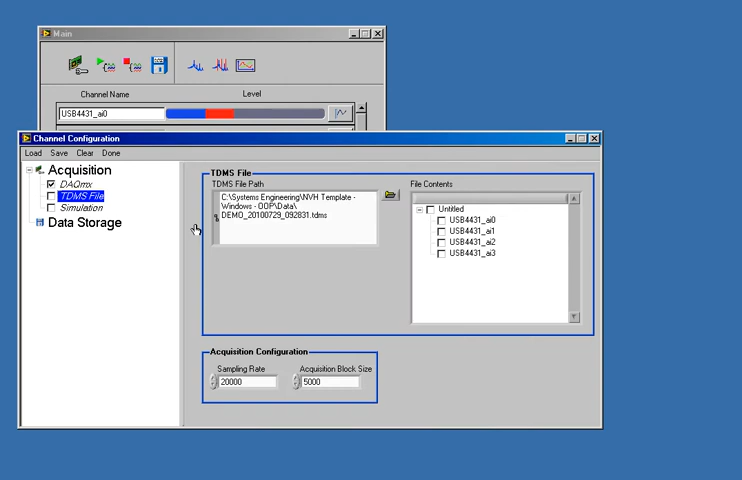 Main
Channel Name
Level
USB4431_ai0
Channel Configuration
Load Save Clear Done
Acquisition
DAQmx
TDMS File
Simulation
Data Storage
TDMS File
TDMS File Path
C:\Systems Engineering\NVH Template -
Windows - OOP\Data\
DEMO_20100729_092831.tdms
File Contents
Untitled
USB4431_ai0
USB4431_ai1
USB4431_ai2
USB4431_ai3
Acquisition Configuration
Sampling Rate
20000
Acquisition Block Size
5000